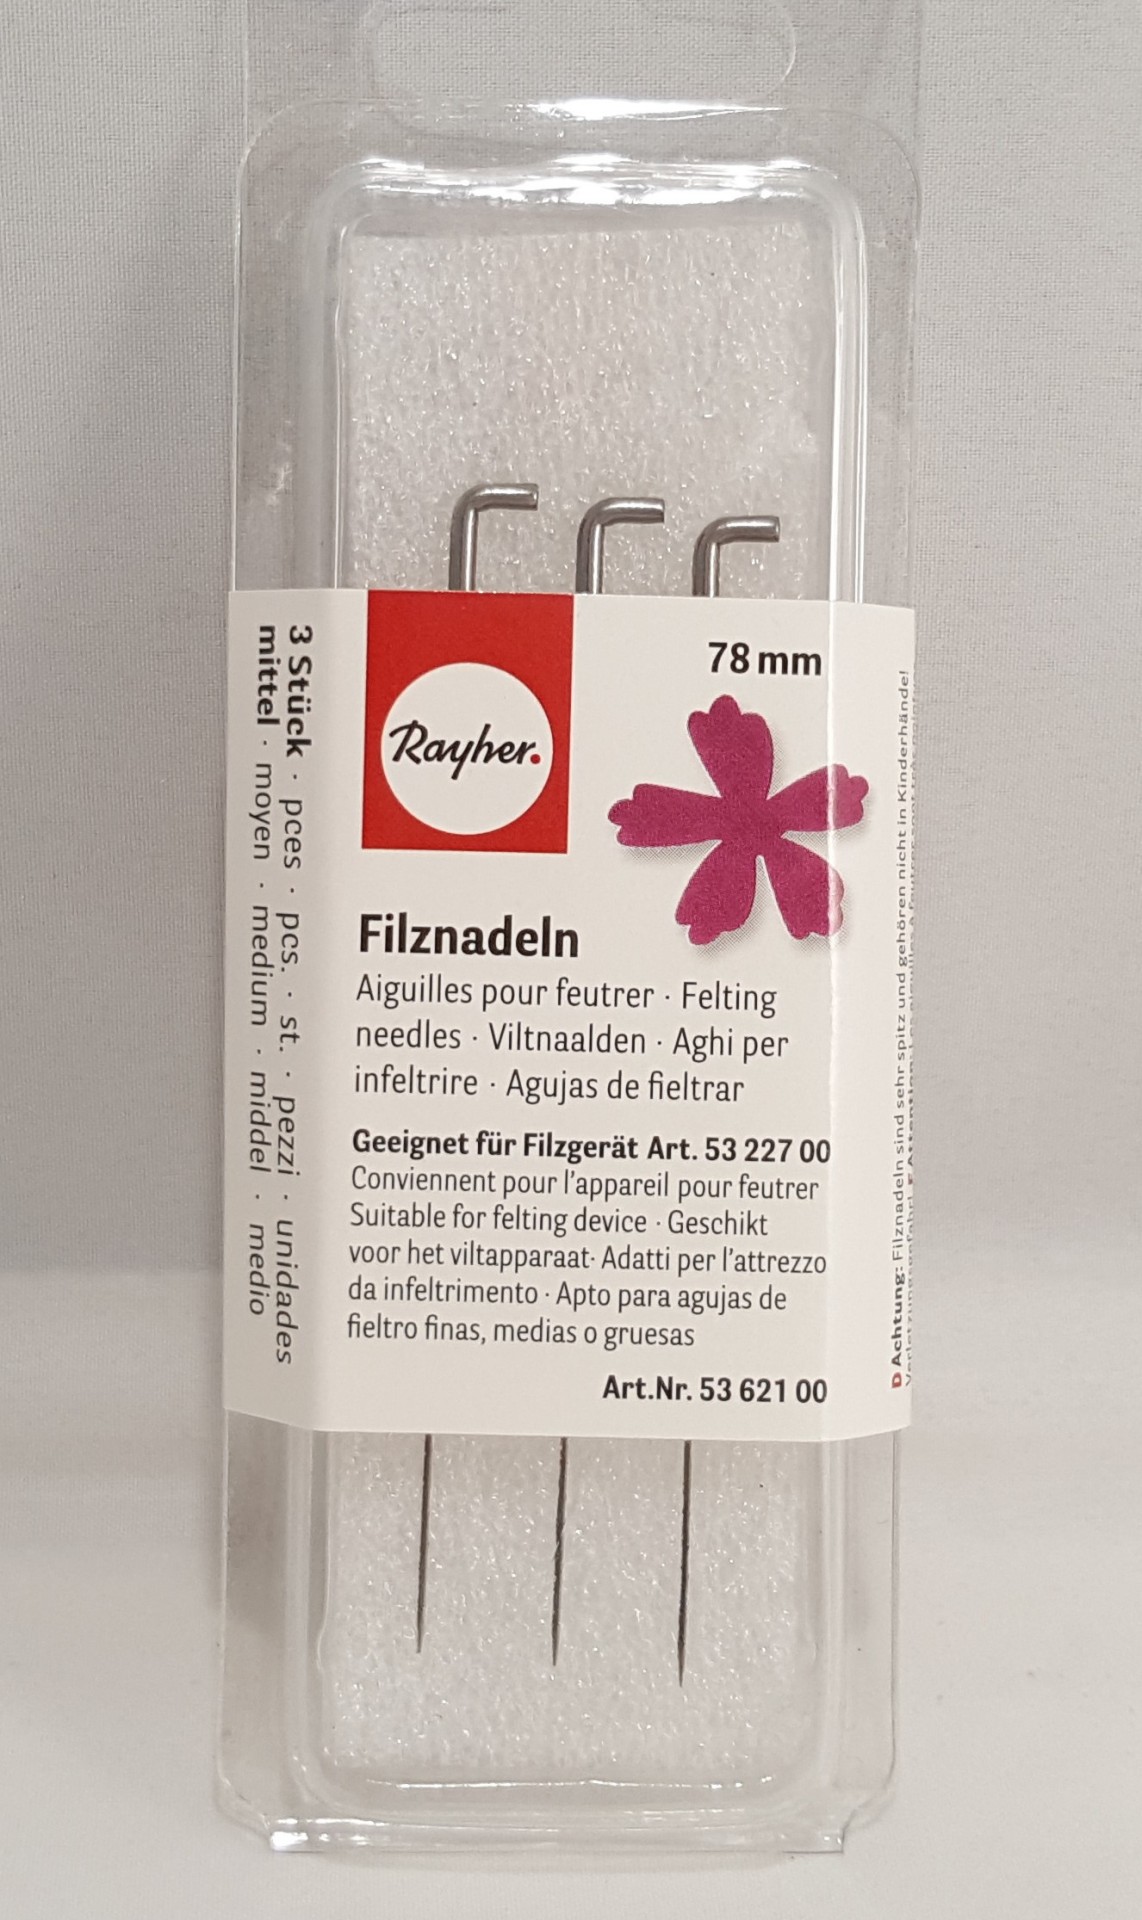 3 Stück · pces · pcs. · st. · pezzi · unidades
mittel · moyen · medium · middel · medio
Rayher.
78 mm
Filznadeln
Aiguilles pour feutrer · Felting
needles · Viltnaalden · Aghi per
infeltrire · Agujas de fieltrar
Geeignet für Filzgerät Art. 53 227 00
Conviennent pour l'appareil pour feutrer
Suitable for felting device · Geschikt
voor het viltapparaat· Adatti per l'attrezzo
da infeltrimento · Apto para agujas de
fieltro finas, medias o gruesas
Art.Nr. 53 621 00
D Achtung: Filznadeln sind sehr spitz und gehören nicht in Kinderhände!